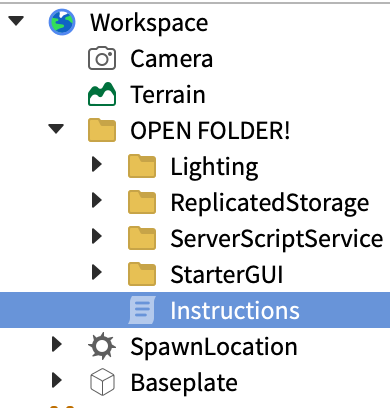 Workspace
Camera
Terrain
OPEN FOLDER!
Lighting
ReplicatedStorage
ServerScriptService
StarterGUI
Instructions
SpawnLocation
Baseplate